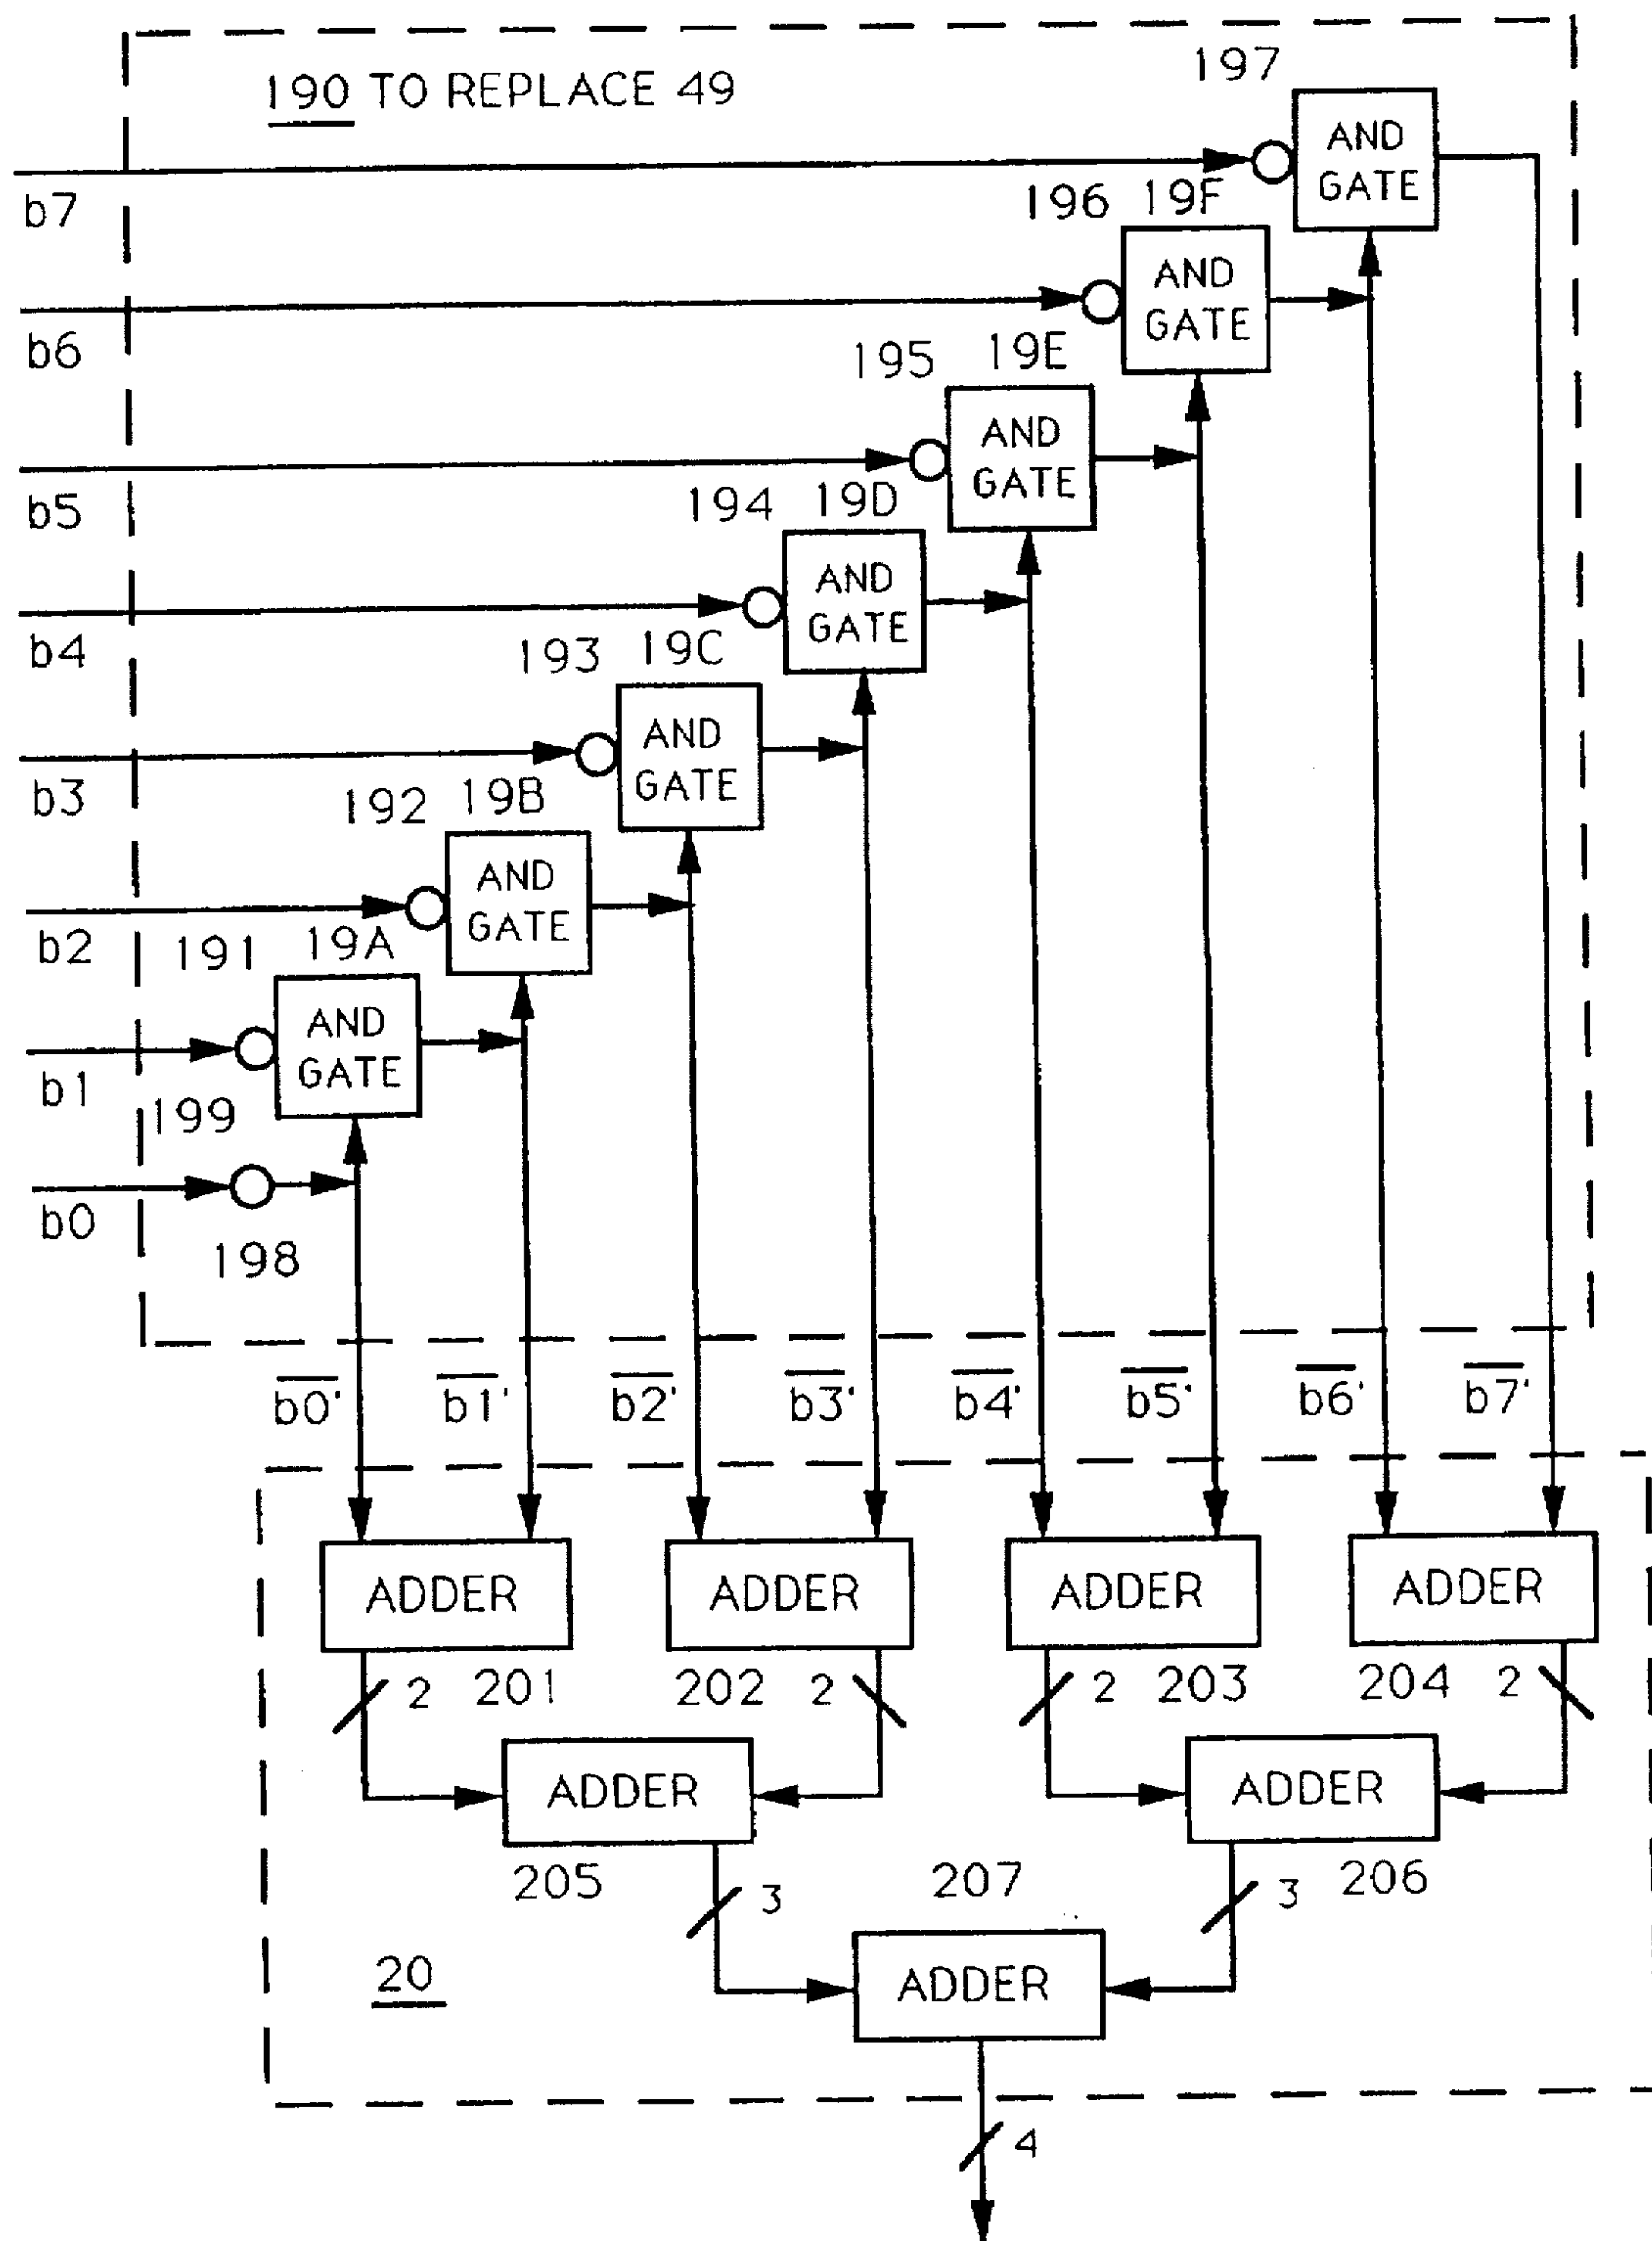 197
190 TO REPLACE 49
AND
GATE
b7
196 19F
AND
GATE
b6
195 19E
AND
GATE
b5
194 19D
AND
GATE
b4
193 19C
AND
GATE
b3
192 19B
AND
GATE
b2
191 19A
AND
GATE
b1
199
b0
198
b0' b1' b2' b3' b4' b5' b6' b7'
ADDER ADDER ADDER ADDER
2 201 202 2 2 203 204 2
ADDER ADDER
205 3 207 3 206
20
ADDER
4